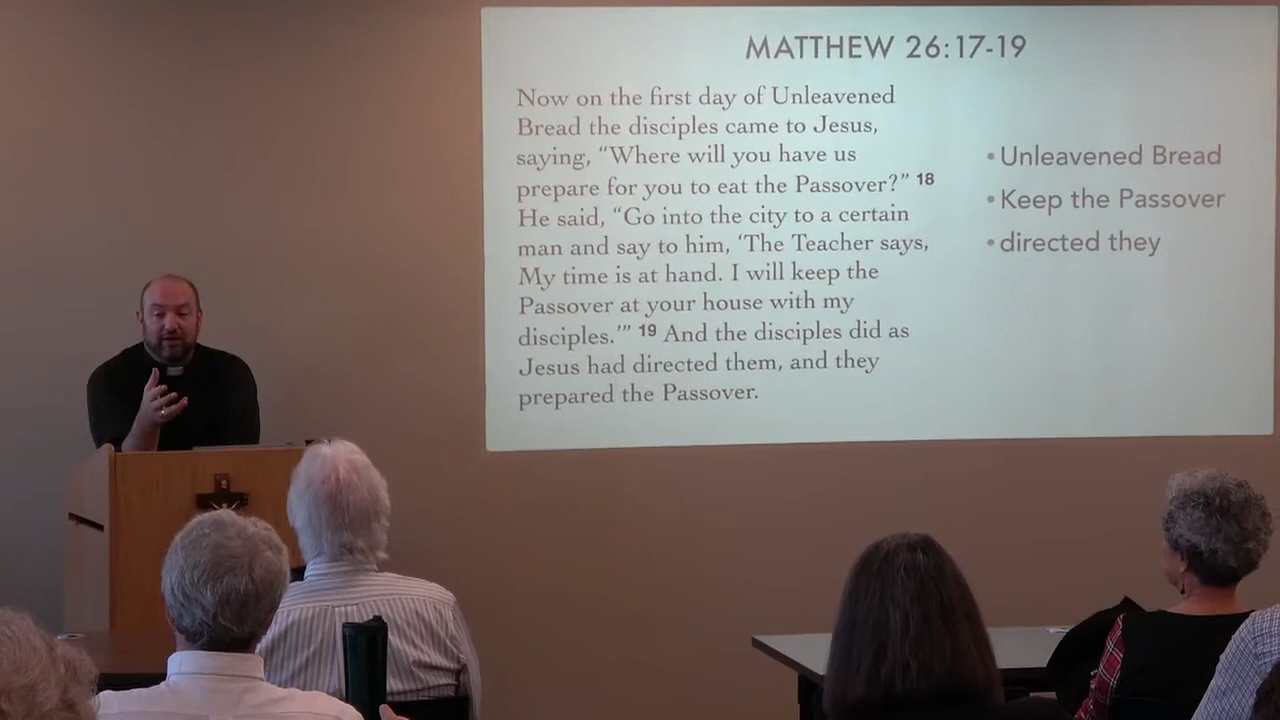 MATTHEW 26:17-19
Now on the first day of Unleavened
Bread the disciples came to Jesus,
saying, “Where will you have us
prepare for you to eat the Passover?” 18
He said, “Go into the city to a certain
man and say to him, ‘The Teacher says,
My time is at hand. I will keep the
Passover at your house with my
disciples.’” 19 And the disciples did as
Jesus had directed them, and they
prepared the Passover.
• Unleavened Bread
• Keep the Passover
• directed they